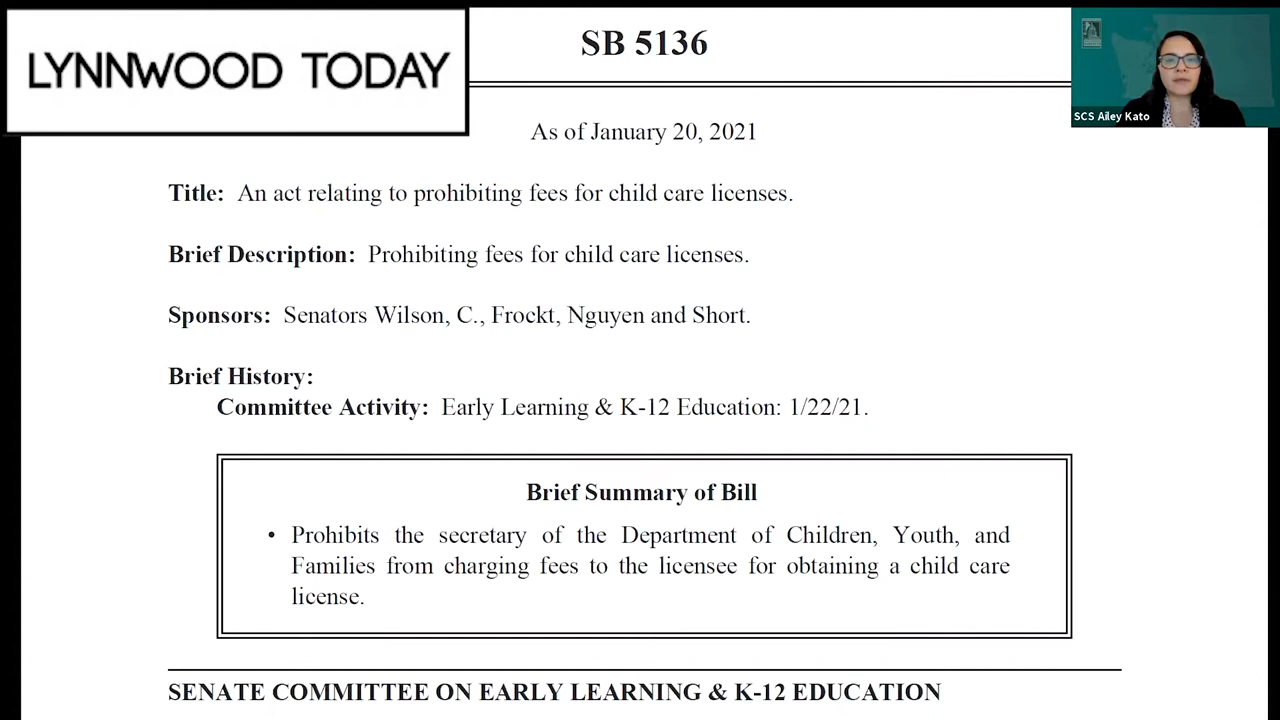 LYNNWOOD TODAY
SB 5136
SCS Ailey Kato
As of January 20, 2021
Title: An act relating to prohibiting fees for child care licenses.
Brief Description: Prohibiting fees for child care licenses.
Sponsors: Senators Wilson, C., Frockt, Nguyen and Short.
Brief History:
Committee Activity: Early Learning & K-12 Education: 1/22/21.
Brief Summary of Bill
• Prohibits the secretary of the Department of Children, Youth, and
Families from charging fees to the licensee for obtaining a child care
license.
SENATE COMMITTEE ON EARLY LEARNING & K-12 EDUCATION